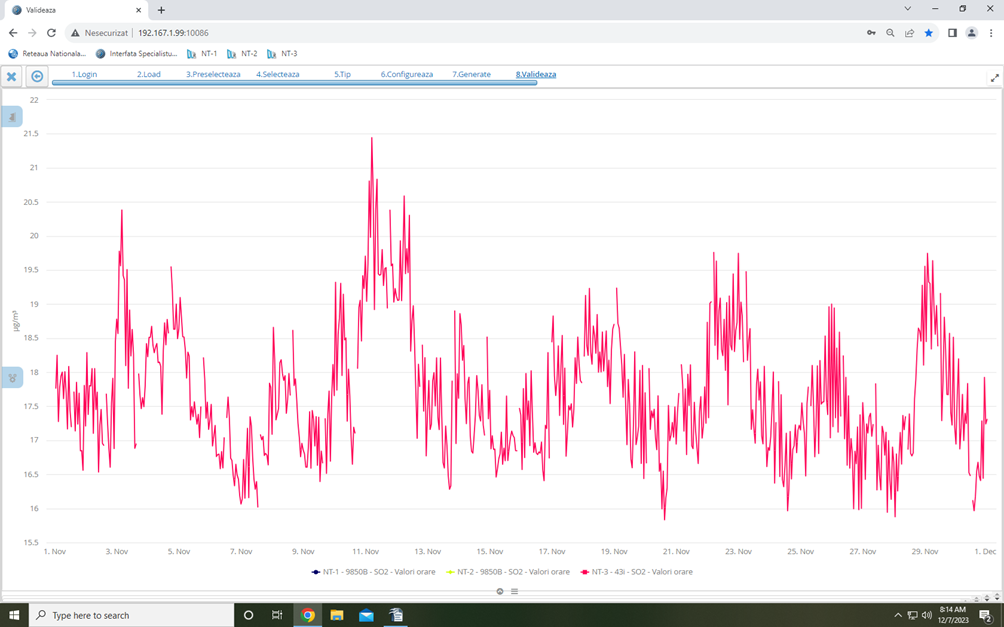 Valideaza
Nesecurizat | 192.167.1.99:10086
Reteaua Nationala... Interfata Specialistu... NT-1 NT-2 NT-3
1.Login 2.Load 3.Preselecteaza 4.Selecteaza 5.Tip 6.Configureaza 7.Generate 8.Valideaza
22
21.5
21
20.5
20
19.5
19
µg/m³
18.5
18
17.5
17
16.5
16
15.5
1. Nov 3. Nov 5. Nov 7. Nov 9. Nov 11. Nov 13. Nov 15. Nov 17. Nov 19. Nov 21. Nov 23. Nov 25. Nov 27. Nov 29. Nov 1. Dec
NT-1 - 9850B - SO2 - Valori orare NT-2 - 9850B - SO2 - Valori orare NT-3 - 43i - SO2 - Valori orare
Type here to search
8:14 AM
12/7/2023
2